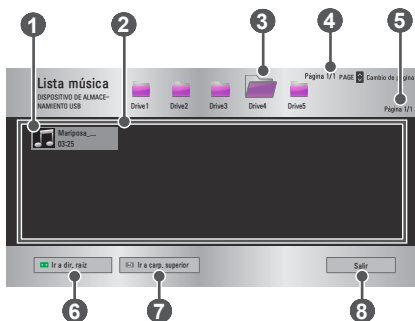 1
2
3
4
5
Lista música
DISPOSITIVO DE ALMACE-
NAMIENTO USB
Drive1
Drive2
Drive3
Drive4
Drive5
Página 1/1
PAGE
Cambio de página
Página 1/1
Mariposa_...
03:25
Ir a dir. raíz
Ir a carp. superior
Salir
6
7
8